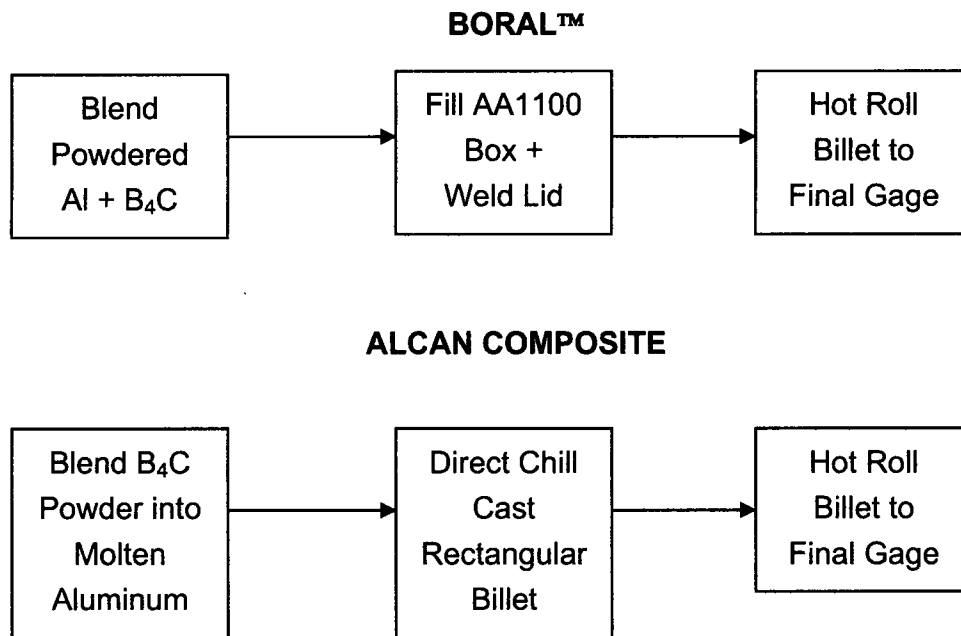 BORAL™
Blend
Powdered
Al + B₄C
Fill AA1100
Box +
Weld Lid
Hot Roll
Billet to
Final Gage
ALCAN COMPOSITE
Blend B₄C
Powder into
Molten
Aluminum
Direct Chill
Cast
Rectangular
Billet
Hot Roll
Billet to
Final Gage